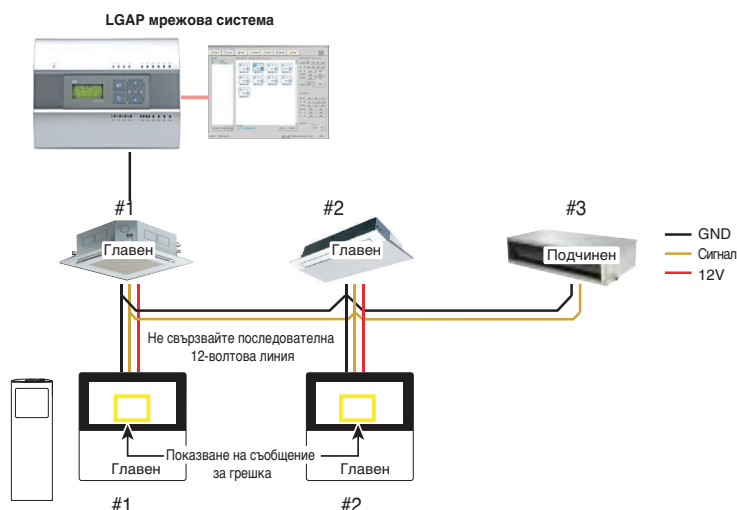 LGAP мрежова система
#1
#2
#3
Главен
Главен
Подчинен
GND
Сигнал
12V
Не свързвайте последователна
12-волтова линия
Показване на съобщение
за грешка
Главен
Главен
#1
#2